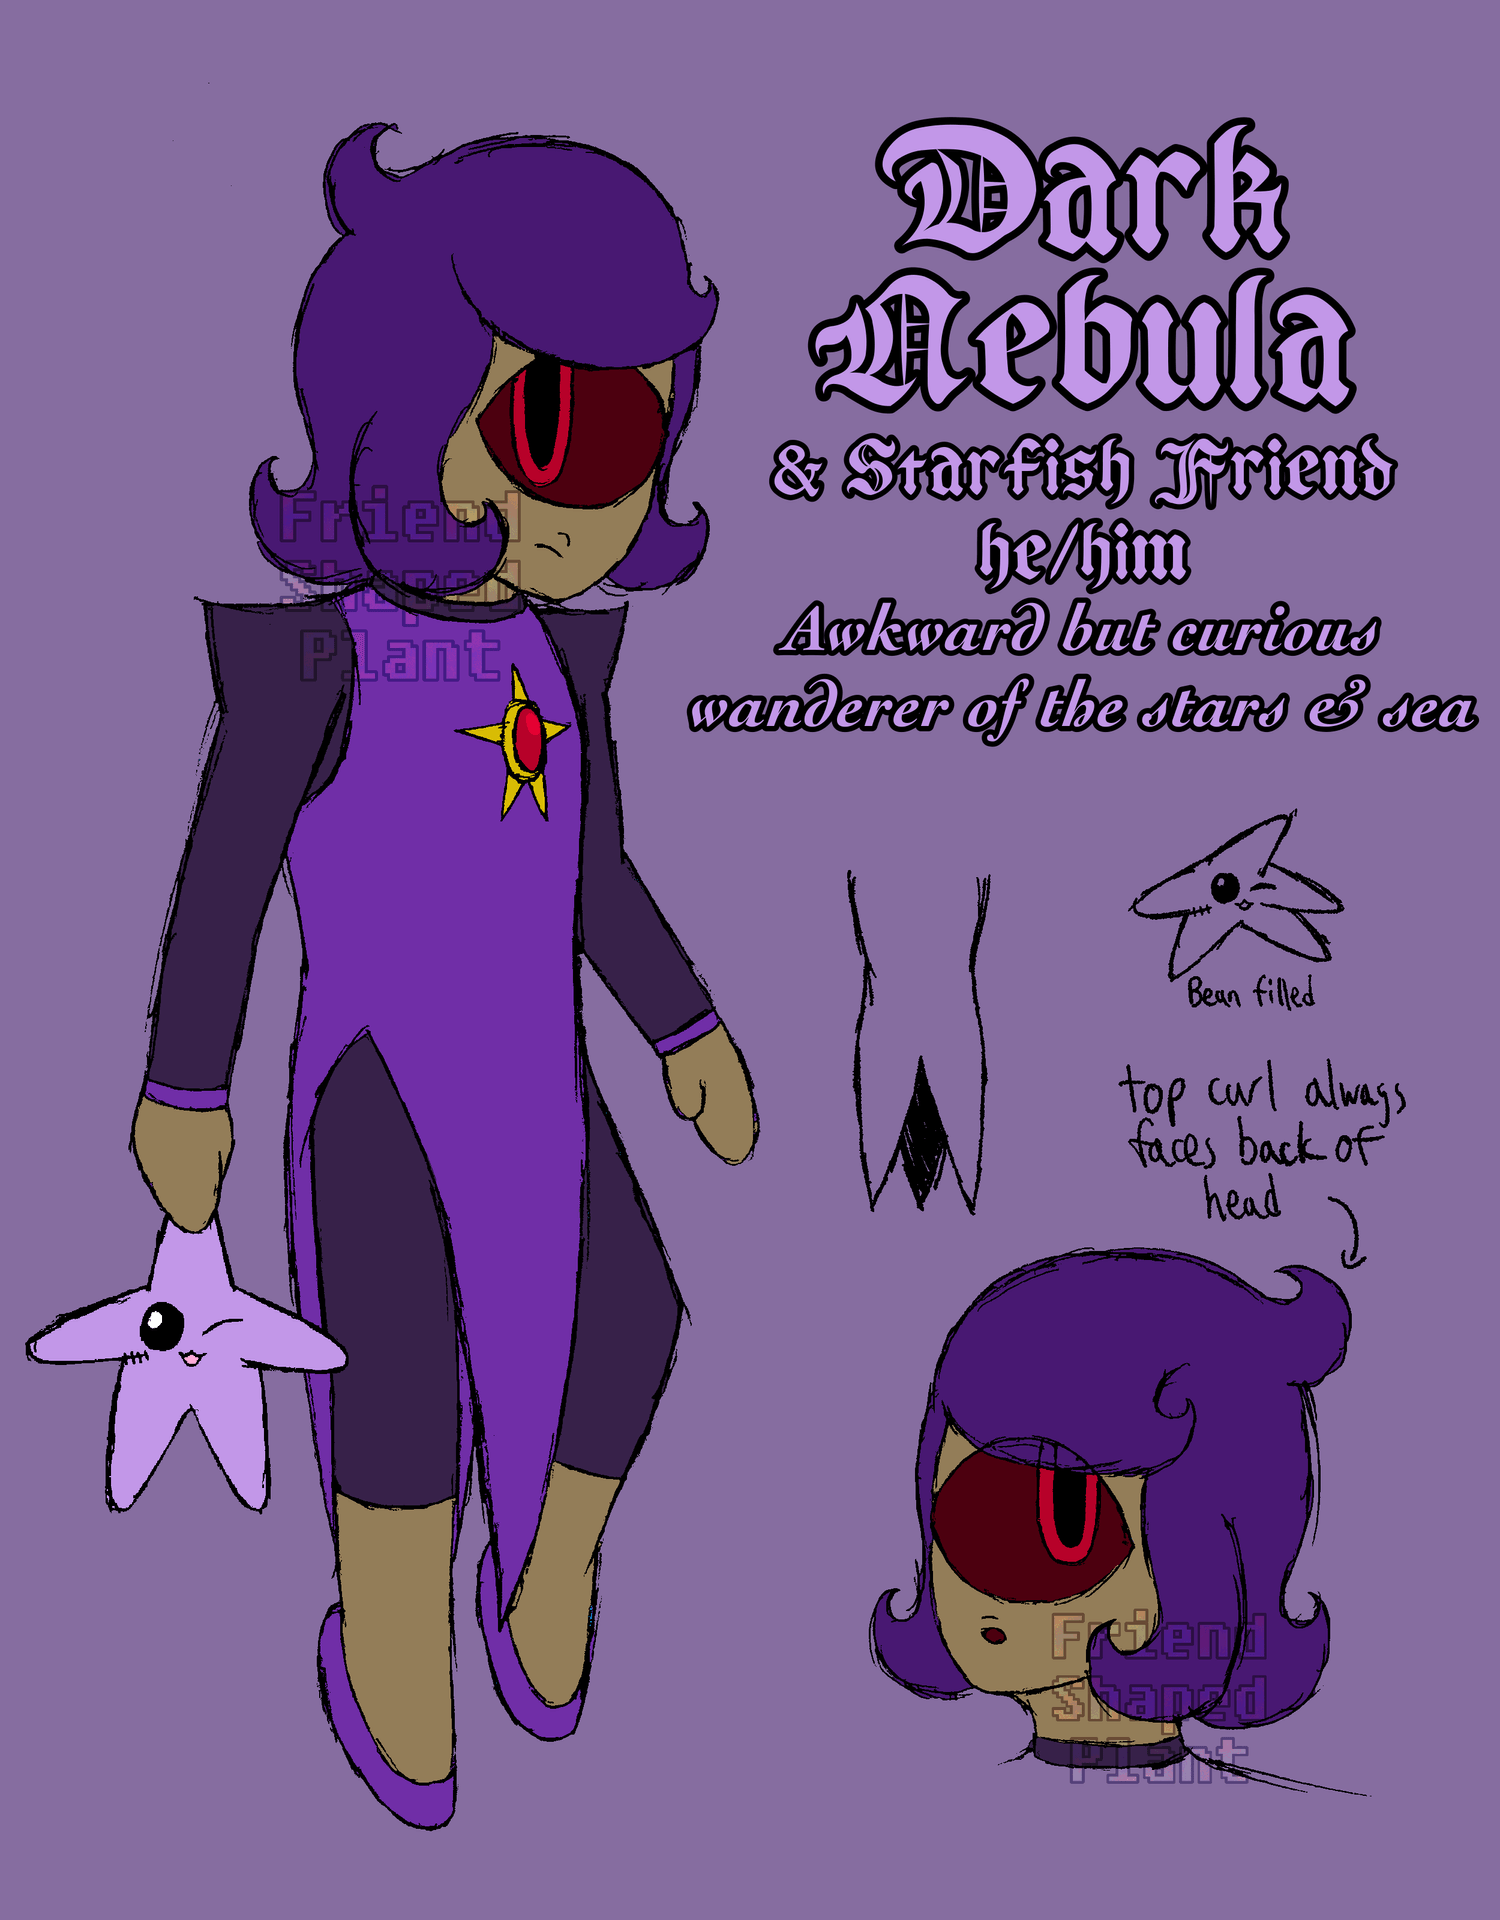 Dark
Nebula
& Starfish Friend
he/him
Awkward but curious
wanderer of the stars & sea
Friend
Shaped
Plant
Bean filled
top curl always
faces back of
head
Friend
Shaped
Plant